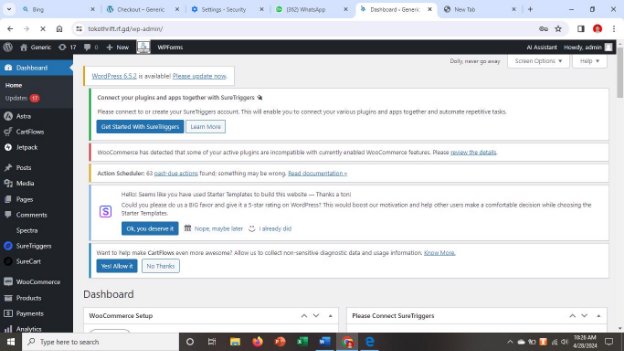 Bing
Checkout – Generic
Settings - Security
(352) WhatsApp
Dashboard ‹ Generic
New Tab
tokothrift.rf.gd/wp-admin/
Generic
17
0
New
WPForms
AI Assistant
Howdy, admin
Dolly, never go away
Screen Options
Help
Dashboard
Home
Updates 17
Astra
CartFlows
Jetpack
Posts
Media
Pages
Comments
Spectra
SureTriggers
SureCart
WooCommerce
Products
Payments
Analytics
WordPress 6.5.2 is available! Please update now.
Connect your plugins and apps together with SureTriggers
Please connect to or create your SureTriggers account. This will enable you to connect your various plugins and apps together and automate repetitive tasks.
Get Started With SureTriggers
Learn More
WooCommerce has detected that some of your active plugins are incompatible with currently enabled WooCommerce features. Please review the details.
Action Scheduler: 63 past-due actions found; something may be wrong. Read documentation »
Hello! Seems like you have used Starter Templates to build this website — Thanks a ton!
Could you please do us a BIG favor and give it a 5-star rating on WordPress? This would boost our motivation and help other users make a comfortable decision while choosing the
Starter Templates.
Ok, you deserve it
Nope, maybe later
I already did
Want to help make CartFlows even more awesome? Allow us to collect non-sensitive diagnostic data and usage information. Know More.
Yes! Allow it
No Thanks
Dashboard
WooCommerce Setup
Please Connect SureTriggers
Type here to search
10:26 AM
4/28/2024